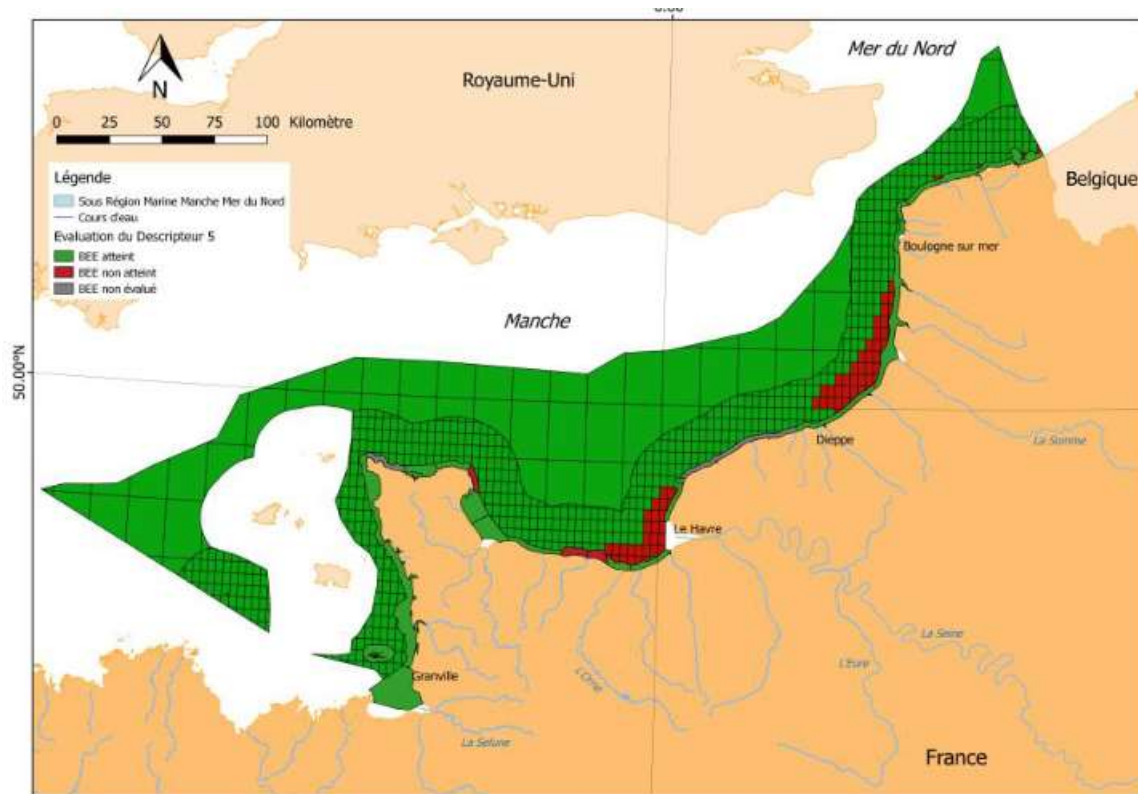 Mer du Nord
Royaume-Uni
N
0 25 50 75 100 Kilomètre
Légende
Sous Région Marine Manche Mer du Nord
Cours d'eau
Evaluation du Descripteur 5
BEE atteint
BEE non atteint
BEE non évalué
Belgique
Boulogne sur mer
Manche
50.00°N
Dieppe
La Somme
Le Havre
La Seine
L'Eure
L'Orne
Granville
La Selune
France